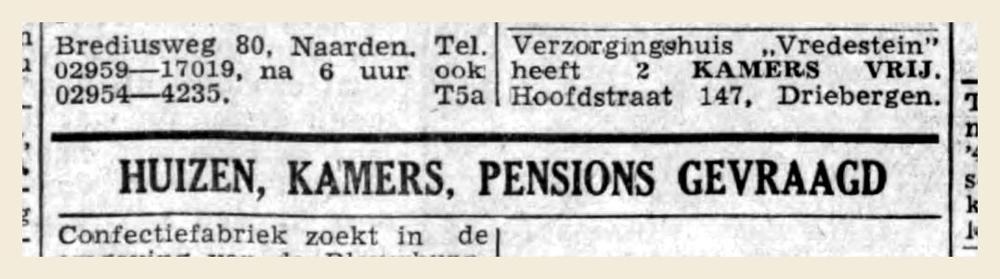 Brediusweg 80, Naarden. Tel.
02959—17019, na 6 uur ook
02954—4235. T5a
Verzorgingshuis „Vredestein”
heeft 2 KAMERS VRIJ.
Hoofdstraat 147, Driebergen.
HUIZEN, KAMERS, PENSIONS GEVRAAGD
Confectiefabriek zoekt in de